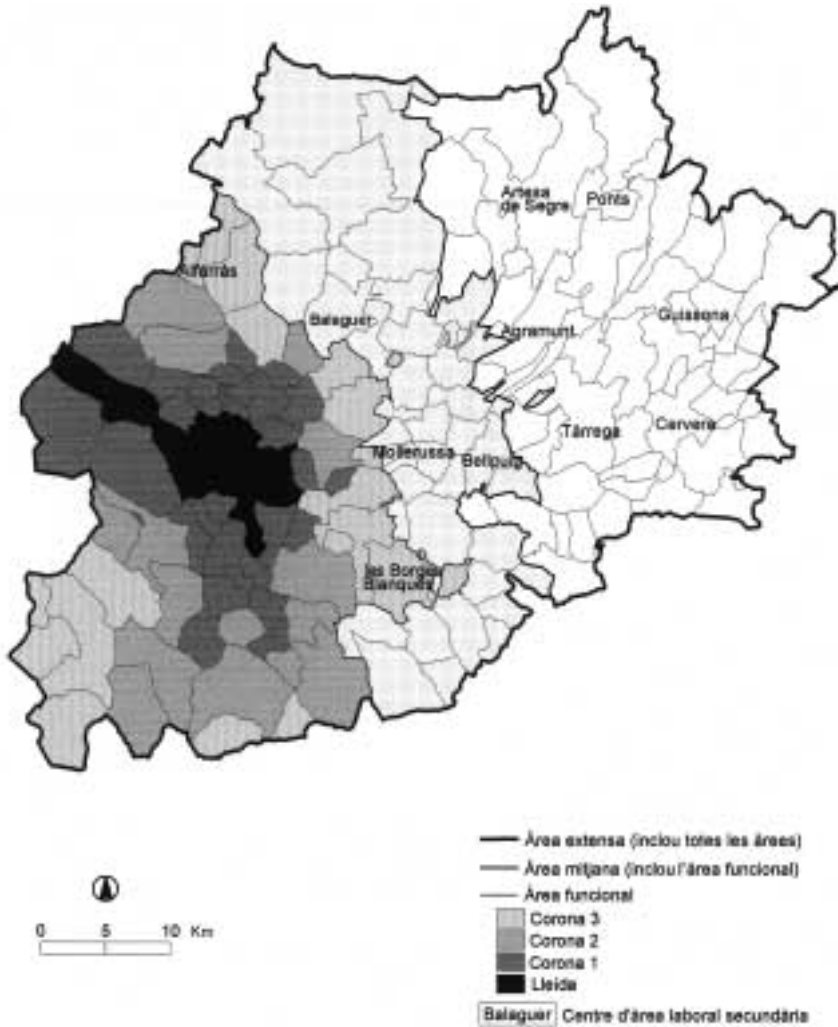 Artesa
de Segre
Ponts
Alfarràs
Balaguer
Agramunt
Guissona
Tàrrega
Cervera
Mollerussa
Bellpuig
les Borges
Blanques
Àrea extensa (inclou totes les àrees)
Àrea mitjana (inclou l'àrea funcional)
Àrea funcional
0 5 10 Km
Corona 3
Corona 2
Corona 1
Lleida
Balaguer Centre d'àrea laboral secundària